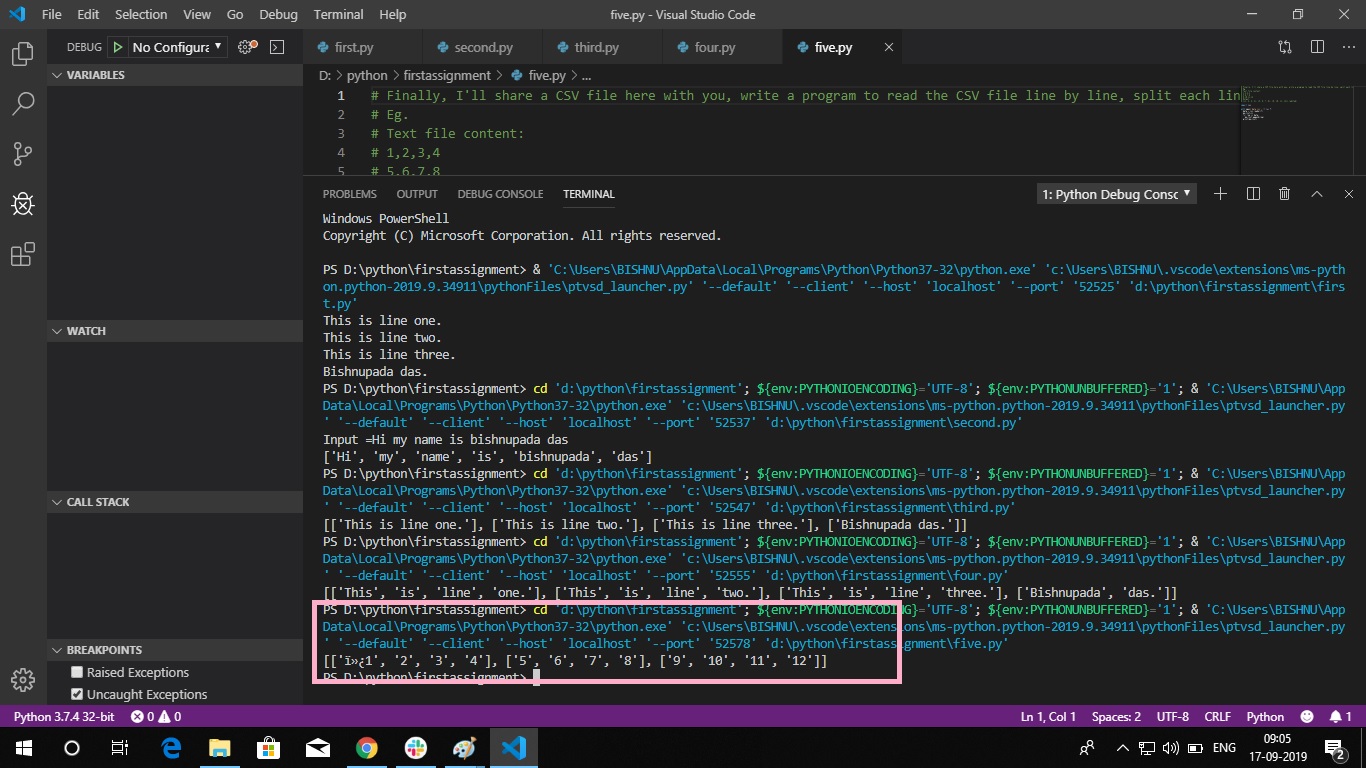 File Edit Selection View Go Debug Terminal Help five.py - Visual Studio Code
DEBUG No Configura
first.py second.py third.py four.py five.py
VARIABLES
D: > python > firstassignment > five.py > ...
1 # Finally, I'll share a CSV file here with you, write a program to read the CSV file line by line, split each lin
2 # Eg.
3 # Text file content:
4 # 1,2,3,4
5 # 5,6,7,8
PROBLEMS OUTPUT DEBUG CONSOLE TERMINAL 1: Python Debug Consc
Windows PowerShell
Copyright (C) Microsoft Corporation. All rights reserved.
PS D:\python\firstassignment> & 'C:\Users\BISHNU\AppData\Local\Programs\Python\Python37-32\python.exe' 'c:\Users\BISHNU\.vscode\extensions\ms-pyth
on.python-2019.9.34911\pythonFiles\ptvsd_launcher.py' '--default' '--client' '--host' 'localhost' '--port' '52525' 'd:\python\firstassignment\firs
t.py'
This is line one.
This is line two.
This is line three.
Bishnupada das.
PS D:\python\firstassignment> cd 'd:\python\firstassignment'; ${env:PYTHONIOENCODING}='UTF-8'; ${env:PYTHONUNBUFFERED}='1'; & 'C:\Users\BISHNU\App
Data\Local\Programs\Python\Python37-32\python.exe' 'c:\Users\BISHNU\.vscode\extensions\ms-python.python-2019.9.34911\pythonFiles\ptvsd_launcher.py
' '--default' '--client' '--host' 'localhost' '--port' '52537' 'd:\python\firstassignment\second.py'
Input =Hi my name is bishnupada das
['Hi', 'my', 'name', 'is', 'bishnupada', 'das']
PS D:\python\firstassignment> cd 'd:\python\firstassignment'; ${env:PYTHONIOENCODING}='UTF-8'; ${env:PYTHONUNBUFFERED}='1'; & 'C:\Users\BISHNU\App
Data\Local\Programs\Python\Python37-32\python.exe' 'c:\Users\BISHNU\.vscode\extensions\ms-python.python-2019.9.34911\pythonFiles\ptvsd_launcher.py
' '--default' '--client' '--host' 'localhost' '--port' '52547' 'd:\python\firstassignment\third.py'
[['This is line one.'], ['This is line two.'], ['This is line three.'], ['Bishnupada das.']]
PS D:\python\firstassignment> cd 'd:\python\firstassignment'; ${env:PYTHONIOENCODING}='UTF-8'; ${env:PYTHONUNBUFFERED}='1'; & 'C:\Users\BISHNU\App
Data\Local\Programs\Python\Python37-32\python.exe' 'c:\Users\BISHNU\.vscode\extensions\ms-python.python-2019.9.34911\pythonFiles\ptvsd_launcher.py
' '--default' '--client' '--host' 'localhost' '--port' '52555' 'd:\python\firstassignment\four.py'
[['This', 'is', 'line', 'one.'], ['This', 'is', 'line', 'two.'], ['This', 'is', 'line', 'three.'], ['Bishnupada', 'das.']]
PS D:\python\firstassignment> cd 'd:\python\firstassignment'; ${env:PYTHONIOENCODING}='UTF-8'; ${env:PYTHONUNBUFFERED}='1'; & 'C:\Users\BISHNU\App
Data\Local\Programs\Python\Python37-32\python.exe' 'c:\Users\BISHNU\.vscode\extensions\ms-python.python-2019.9.34911\pythonFiles\ptvsd_launcher.py
' '--default' '--client' '--host' 'localhost' '--port' '52578' 'd:\python\firstassignment\five.py'
[['ï»¿1', '2', '3', '4'], ['5', '6', '7', '8'], ['9', '10', '11', '12']]
PS D:\python\firstassignment>
WATCH
CALL STACK
BREAKPOINTS
Raised Exceptions
Uncaught Exceptions
Python 3.7.4 32-bit 0 0 Ln 1, Col 1 Spaces: 2 UTF-8 CRLF Python 1
ENG 09:05
17-09-2019 2